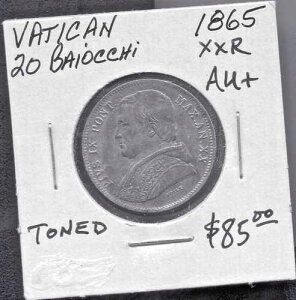 VATICAN 1865
20 BAIOCCHI XXR
AU+
PIVS IX PONT. MAX. AN. XX
TONED $85.00